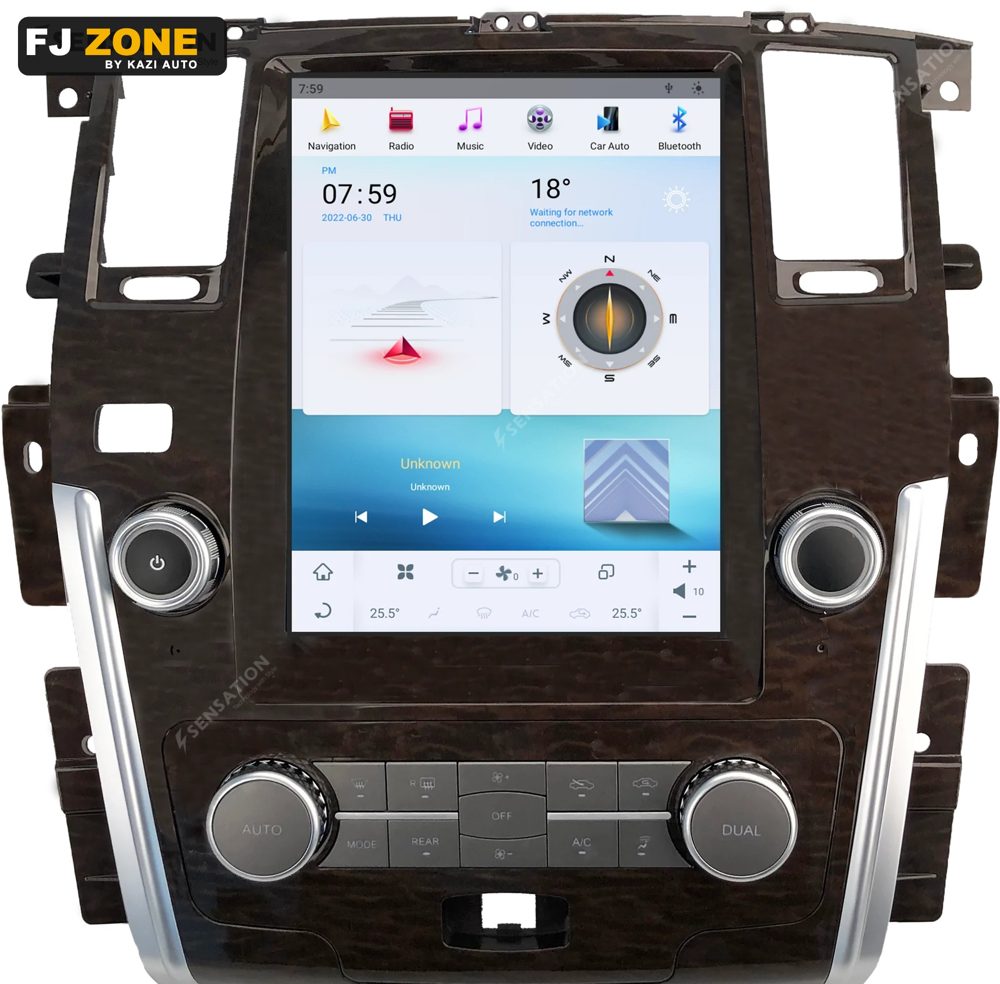 FJ ZONE
BY KAZI AUTO
7:59
Navigation Radio Music Video Car Auto Bluetooth
PM
07:59
2022-06-30 THU
18°
Waiting for network
connection...
N
NW NE
W E
SW SE
S
SENSATION
Unknown
Unknown
0
10
25.5° A/C 25.5°
SENSATION
SENSATION
AUTO
R
OFF
MODE REAR A/C
DUAL